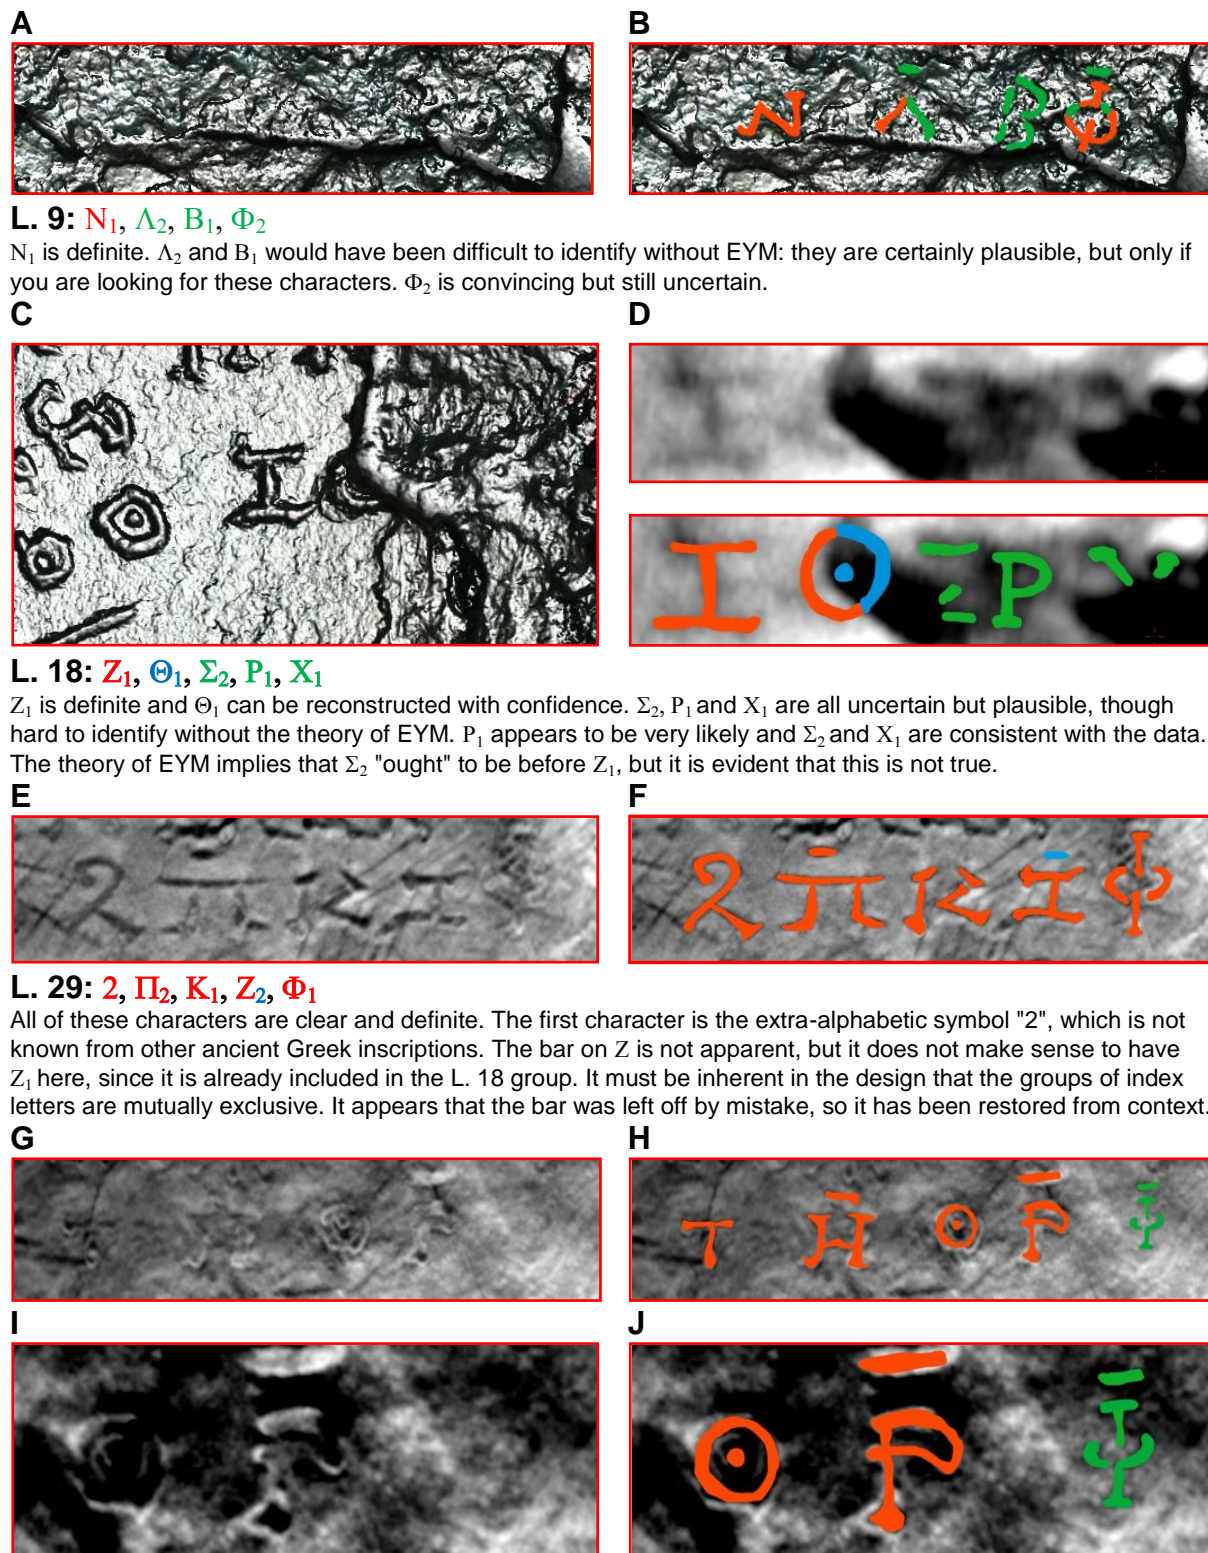 A
B
N Λ̄ B Φ̄
L. 9: N₁, Λ₂, B₁, Φ₂
N₁ is definite. Λ₂ and B₁ would have been difficult to identify without EYM: they are certainly plausible, but only if
you are looking for these characters. Φ₂ is convincing but still uncertain.
C
D
L. 18: Z₁, Θ₁, Σ₂, P₁, X₁
Z₁ is definite and Θ₁ can be reconstructed with confidence. Σ₂, P₁ and X₁ are all uncertain but plausible, though
hard to identify without the theory of EYM. P₁ appears to be very likely and Σ₂ and X₁ are consistent with the data.
The theory of EYM implies that Σ₂ "ought" to be before Z₁, but it is evident that this is not true.
E
F
L. 29: 2, Π₂, K₁, Z₂, Φ₁
All of these characters are clear and definite. The first character is the extra-alphabetic symbol "2", which is not
known from other ancient Greek inscriptions. The bar on Z is not apparent, but it does not make sense to have
Z₁ here, since it is already included in the L. 18 group. It must be inherent in the design that the groups of index
letters are mutually exclusive. It appears that the bar was left off by mistake, so it has been restored from context.
G
H
T H̄ Θ P̄ Ψ̄
I
J
Θ P̄ Ψ̄